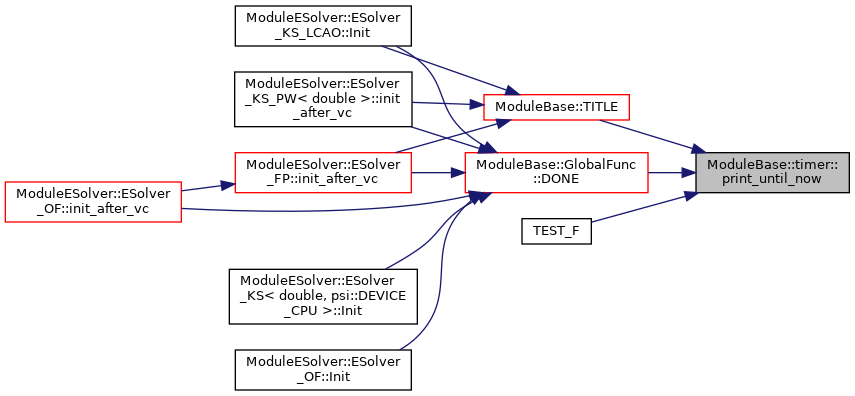 ModuleESolver::ESolver
_KS_LCAO::Init
ModuleESolver::ESolver
_KS_PW< double >::init
_after_vc
ModuleBase::TITLE
ModuleESolver::ESolver
_FP::init_after_vc
ModuleBase::GlobalFunc
::DONE
ModuleBase::timer::
print_until_now
ModuleESolver::ESolver
_OF::init_after_vc
TEST_F
ModuleESolver::ESolver
_KS< double, psi::DEVICE
_CPU >::Init
ModuleESolver::ESolver
_OF::Init